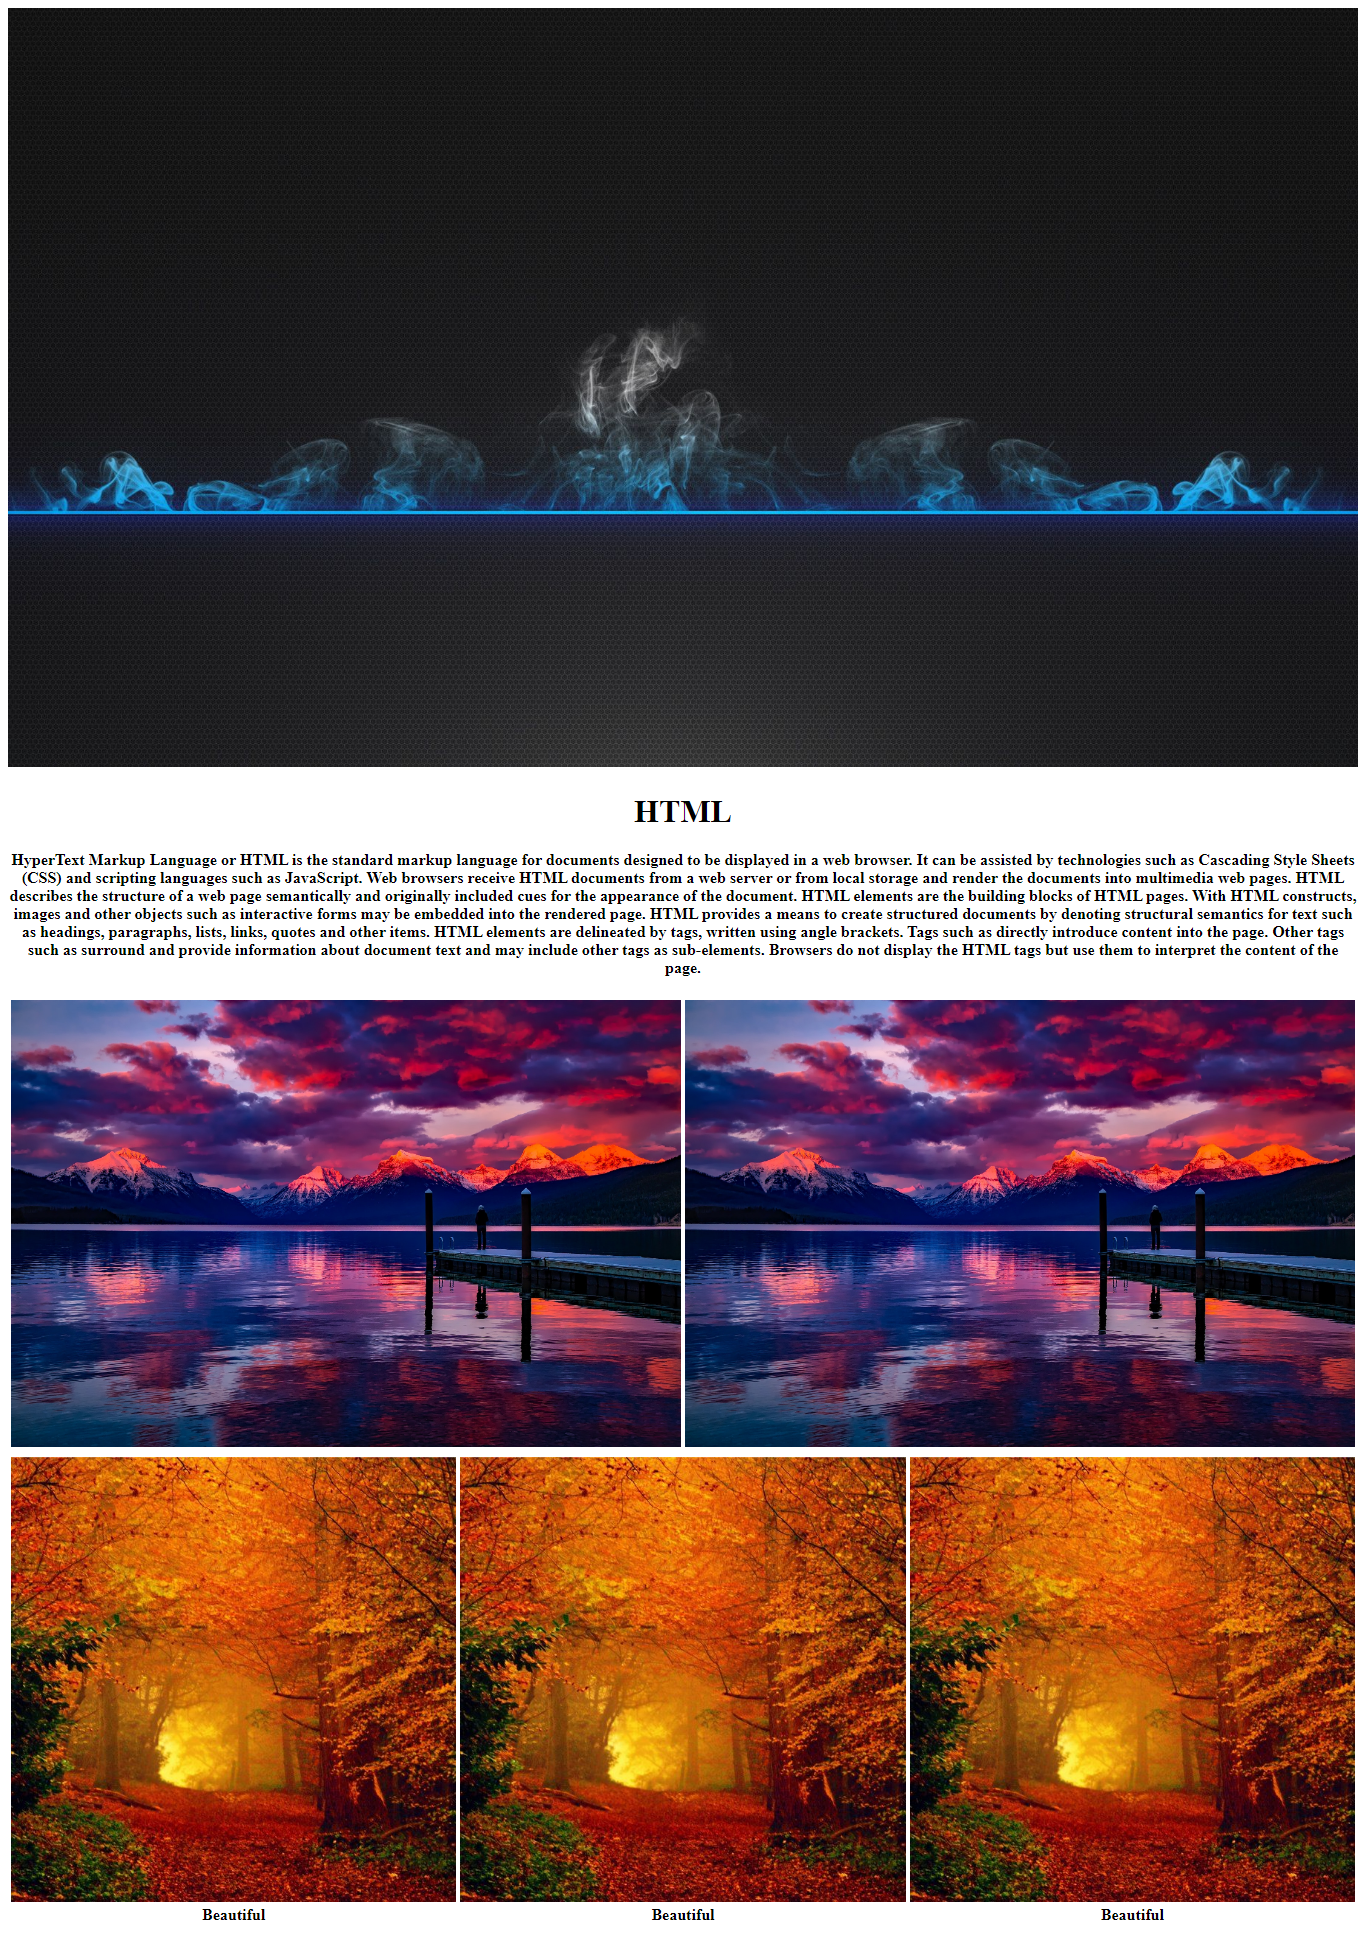 HTML
HyperText Markup Language or HTML is the standard markup language for documents designed to be displayed in a web browser. It can be assisted by technologies such as Cascading Style Sheets
(CSS) and scripting languages such as JavaScript. Web browsers receive HTML documents from a web server or from local storage and render the documents into multimedia web pages. HTML
describes the structure of a web page semantically and originally included cues for the appearance of the document. HTML elements are the building blocks of HTML pages. With HTML constructs,
images and other objects such as interactive forms may be embedded into the rendered page. HTML provides a means to create structured documents by denoting structural semantics for text such
as headings, paragraphs, lists, links, quotes and other items. HTML elements are delineated by tags, written using angle brackets. Tags such as directly introduce content into the page. Other tags
such as surround and provide information about document text and may include other tags as sub-elements. Browsers do not display the HTML tags but use them to interpret the content of the
page.
Beautiful
Beautiful
Beautiful